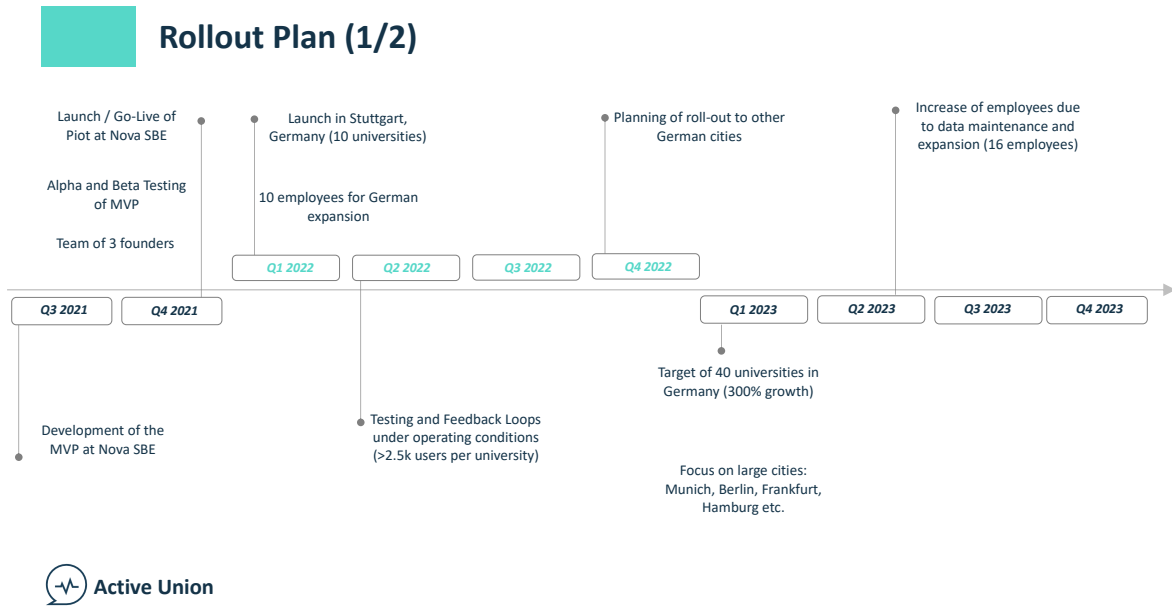 Rollout Plan (1/2)
Launch / Go-Live of
Piot at Nova SBE
Alpha and Beta Testing
of MVP
Team of 3 founders
Launch in Stuttgart,
Germany (10 universities)
10 employees for German
expansion
Planning of roll-out to other
German cities
Increase of employees due
to data maintenance and
expansion (16 employees)
Q1 2022
Q2 2022
Q3 2022
Q4 2022
Q3 2021
Q4 2021
Q1 2023
Q2 2023
Q3 2023
Q4 2023
Development of the
MVP at Nova SBE
Testing and Feedback Loops
under operating conditions
(>2.5k users per university)
Target of 40 universities in
Germany (300% growth)
Focus on large cities:
Munich, Berlin, Frankfurt,
Hamburg etc.
Active Union